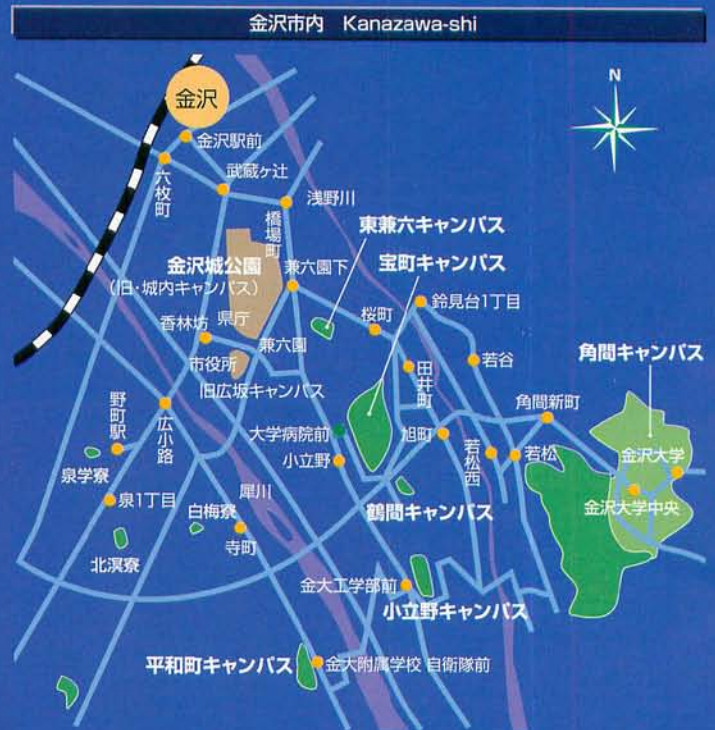 金沢市内 Kanazawa-shi
N
金沢
金沢駅前
六枚町
武蔵ヶ辻
橋場町
浅野川
東兼六キャンパス
宝町キャンパス
金沢城公園
(旧・城内キャンパス)
兼六園下
香林坊
県庁
桜町
鈴見台1丁目
市役所
兼六園
若谷
角間キャンパス
旧広坂キャンパス
田井町
野町駅
広小路
角間新町
大学病院前
旭町
小立野
若松西
若松
金沢大学
泉学寮
泉1丁目
白梅寮
犀川
鶴間キャンパス
金沢大学中央
寺町
北溟寮
金大工学部前
小立野キャンパス
平和町キャンパス
金大附属学校 自衛隊前